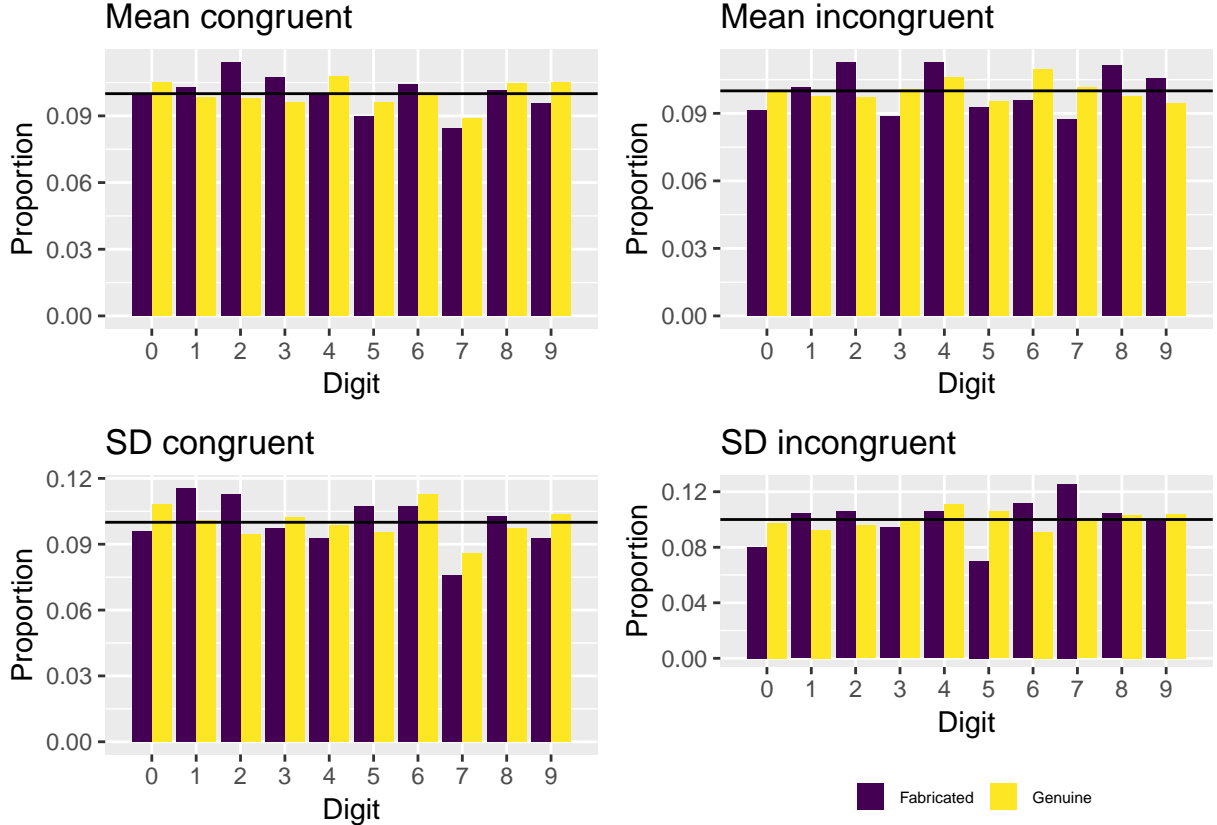 Mean congruent
Proportion
0.09
0.06
0.03
0.00
0 1 2 3 4 5 6 7 8 9
Digit
Mean incongruent
Proportion
0.09
0.06
0.03
0.00
0 1 2 3 4 5 6 7 8 9
Digit
SD congruent
Proportion
0.12
0.09
0.06
0.03
0.00
0 1 2 3 4 5 6 7 8 9
Digit
SD incongruent
Proportion
0.12
0.08
0.04
0.00
0 1 2 3 4 5 6 7 8 9
Digit
Fabricated Genuine